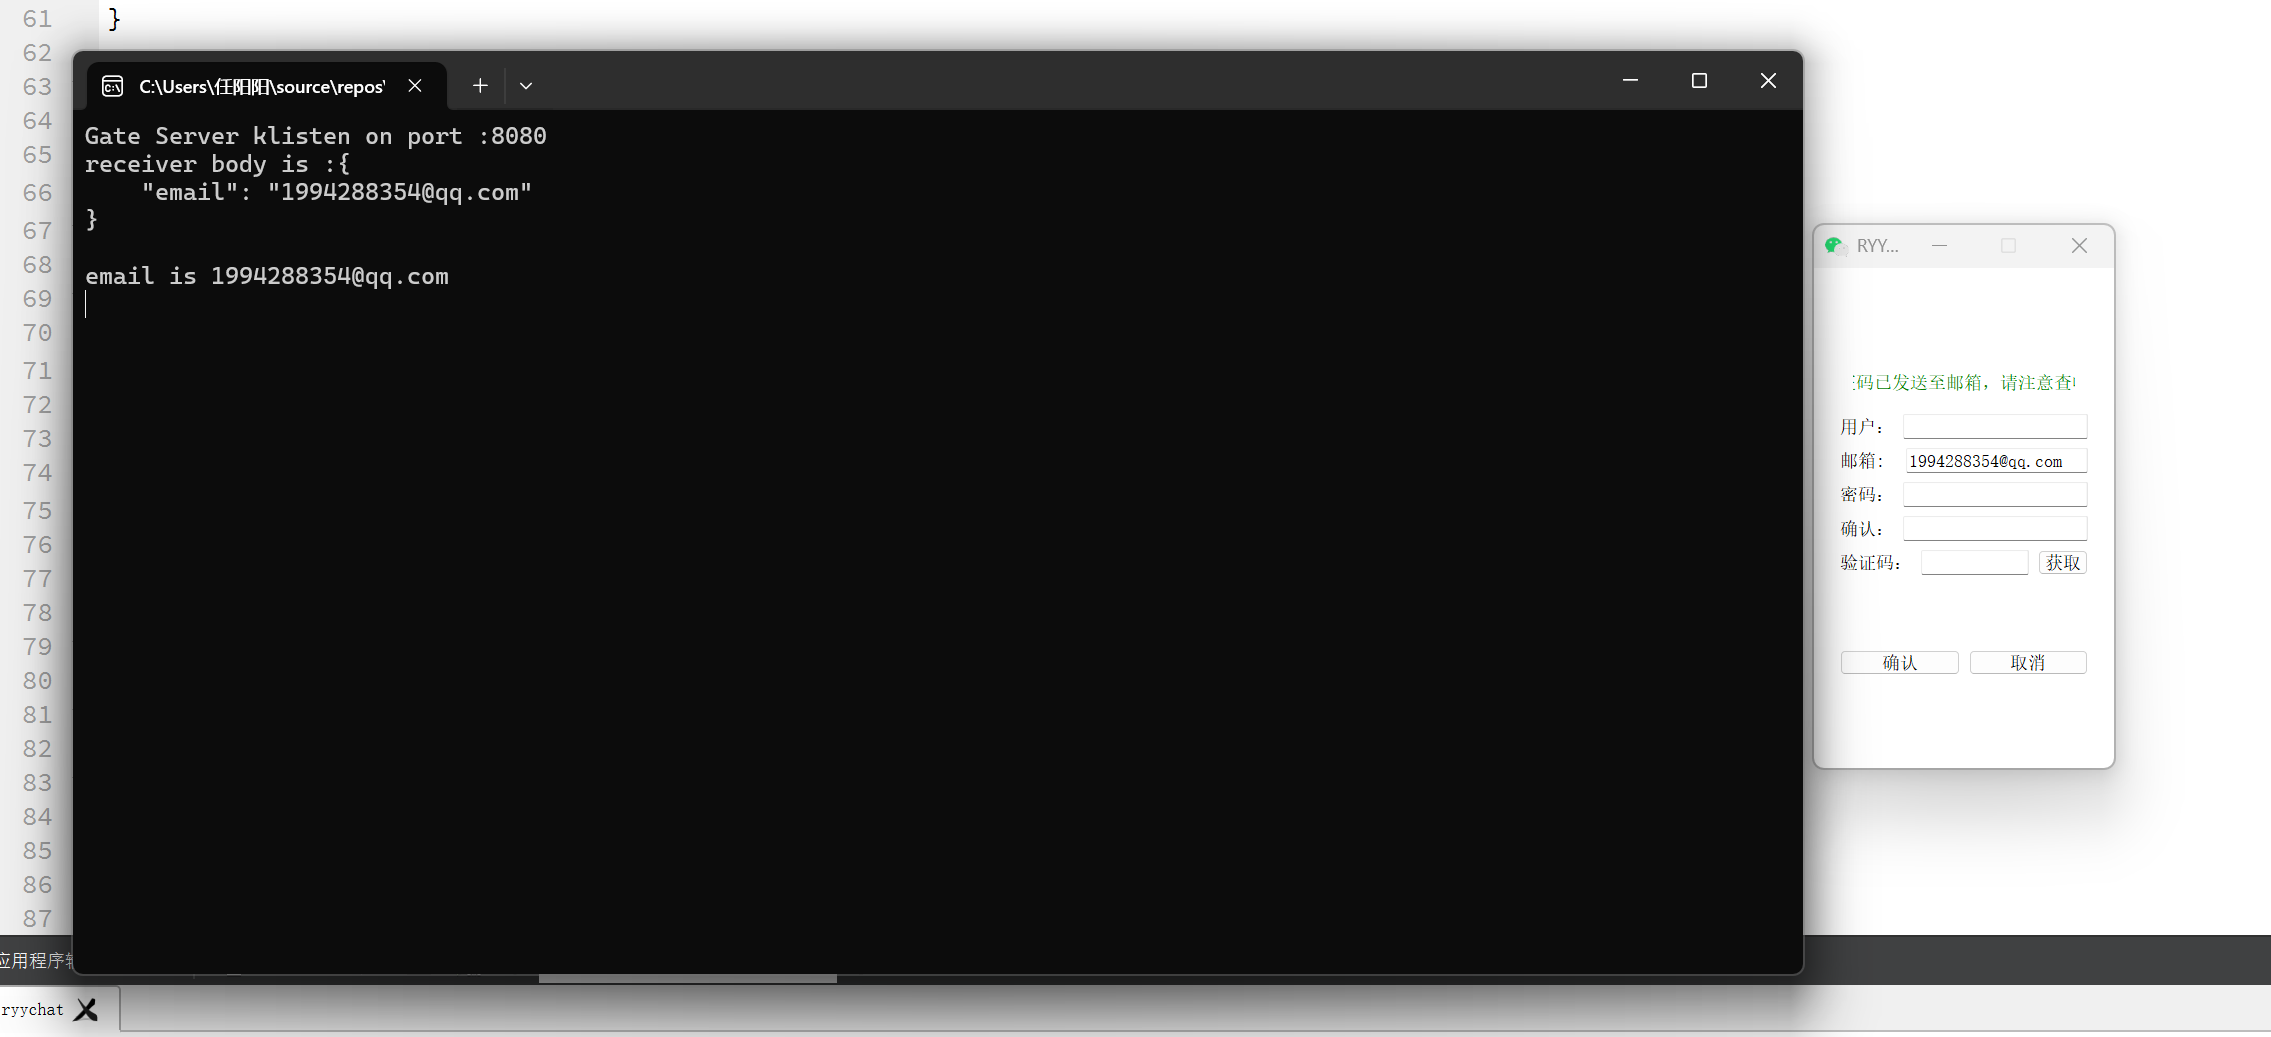 61 }
62
63
64
65
66
67
68
69
70
71
72
73
74
75
76
77
78
79
80
81
82
83
84
85
86
87
C:\Users\任阳阳\source\repos\
Gate Server klisten on port :8080
receiver body is :{
    "email": "1994288354@qq.com"
}
email is 1994288354@qq.com
RYY...
码已发送至邮箱，请注意查
用户：
邮箱： 1994288354@qq.com
密码：
确认：
验证码： 获取
确认 取消
应用程序
ryychat